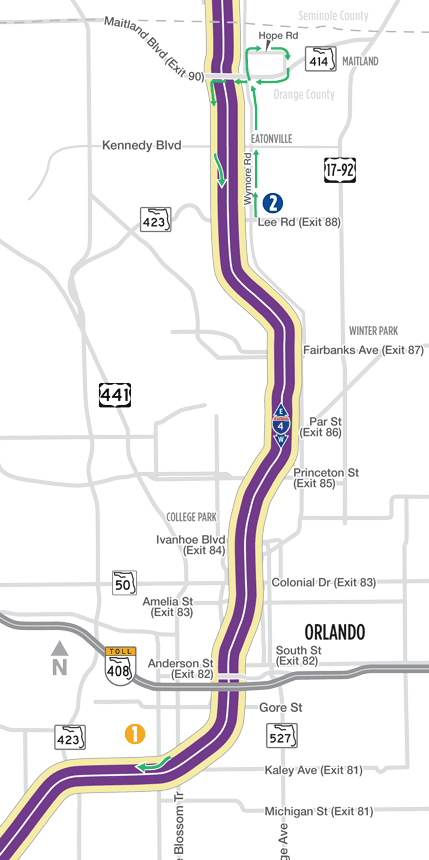 Seminole County
Maitland Blvd (Exit 90)
Hope Rd
414
MAITLAND
Orange County
EATONVILLE
Kennedy Blvd
17-92
Wymore Rd
2
423
Lee Rd (Exit 88)
WINTER PARK
Fairbanks Ave (Exit 87)
441
E
4
W
Par St
(Exit 86)
Princeton St
(Exit 85)
COLLEGE PARK
Ivanhoe Blvd
(Exit 84)
50
Colonial Dr (Exit 83)
Amelia St
(Exit 83)
ORLANDO
N
TOLL
408
Anderson St
(Exit 82)
South St
(Exit 82)
Gore St
423
1
527
Kaley Ave (Exit 81)
Michigan St (Exit 81)
e Blossom Tr
ge Ave